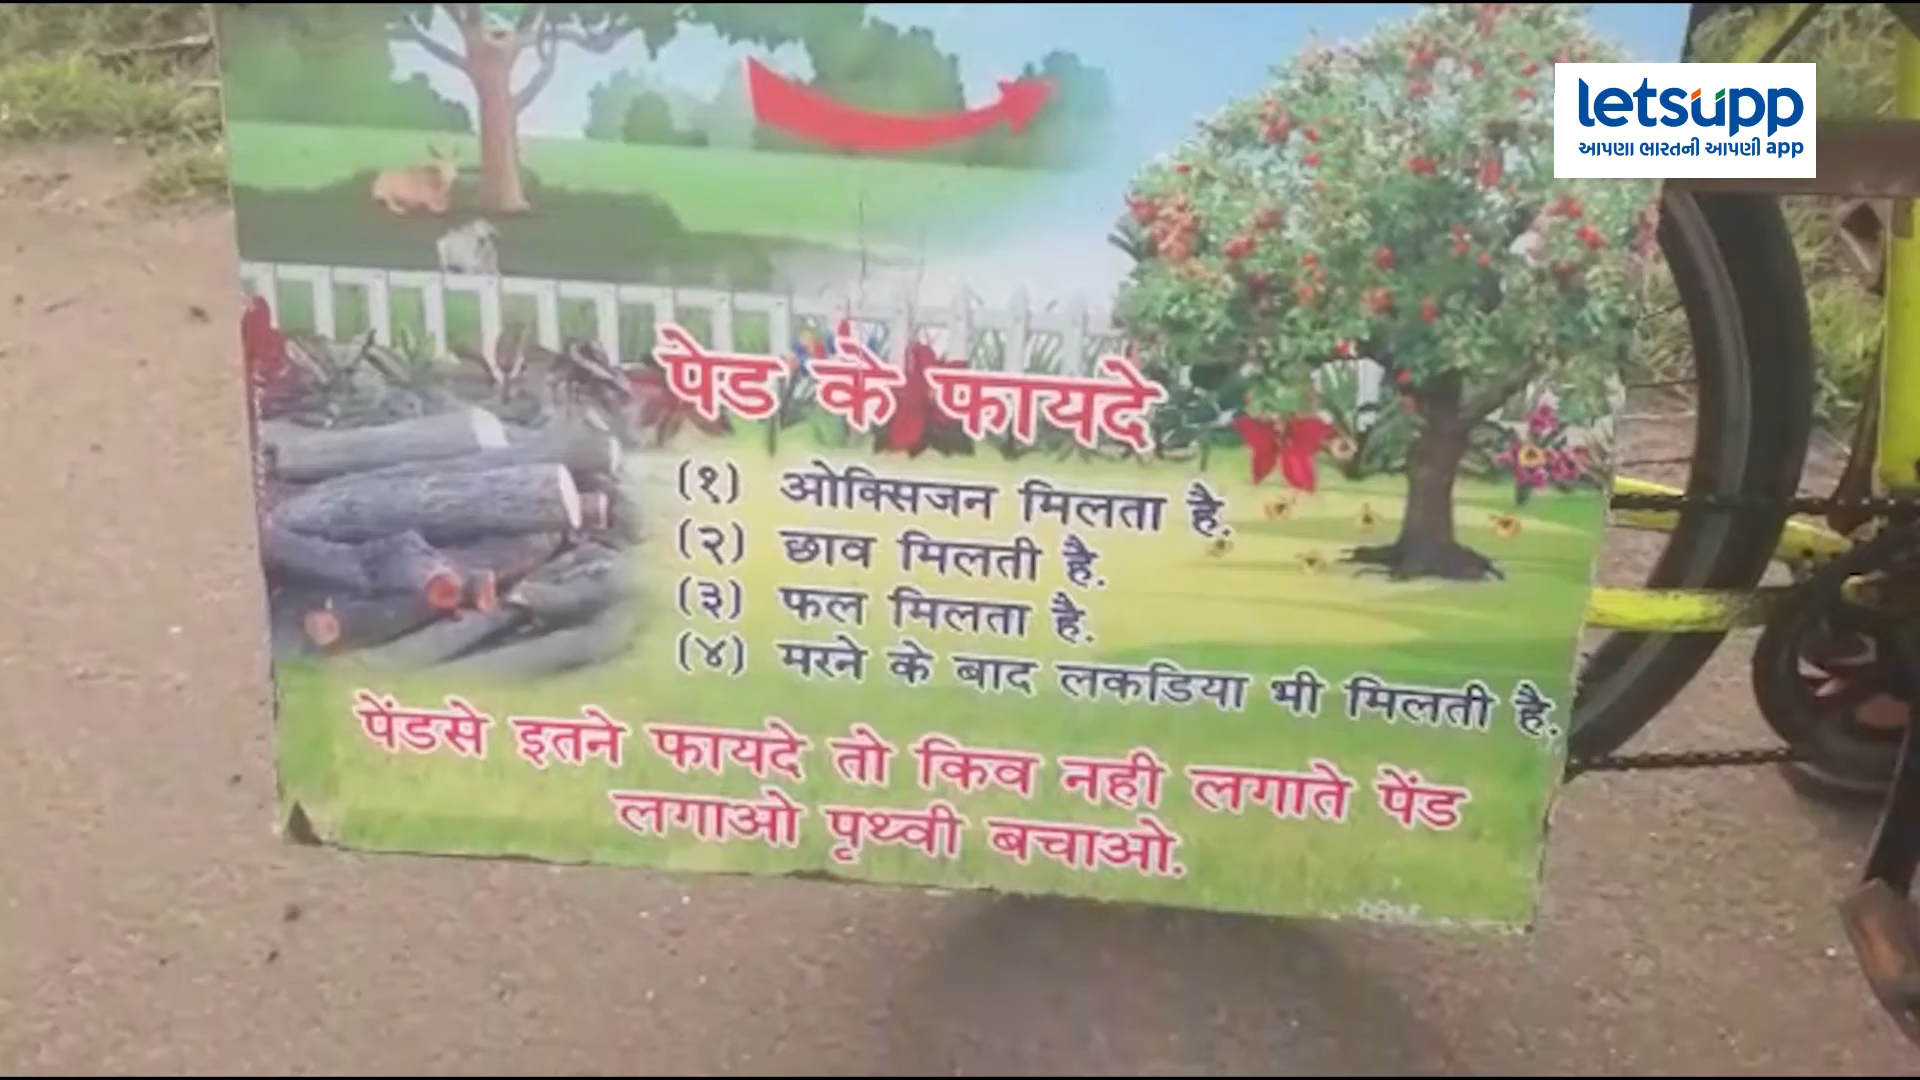 letsupp
આપણા ભારતની આપણી app
पेड के फायदे
(१) ओक्सिजन मिलता है.
(२) छाव मिलती है.
(३) फल मिलता है.
(४) मरने के बाद लकडिया भी मिलती है.
पेंडसे इतने फायदे तो किव नही लगाते पेंड
लगाओ पृथ्वी बचाओ.